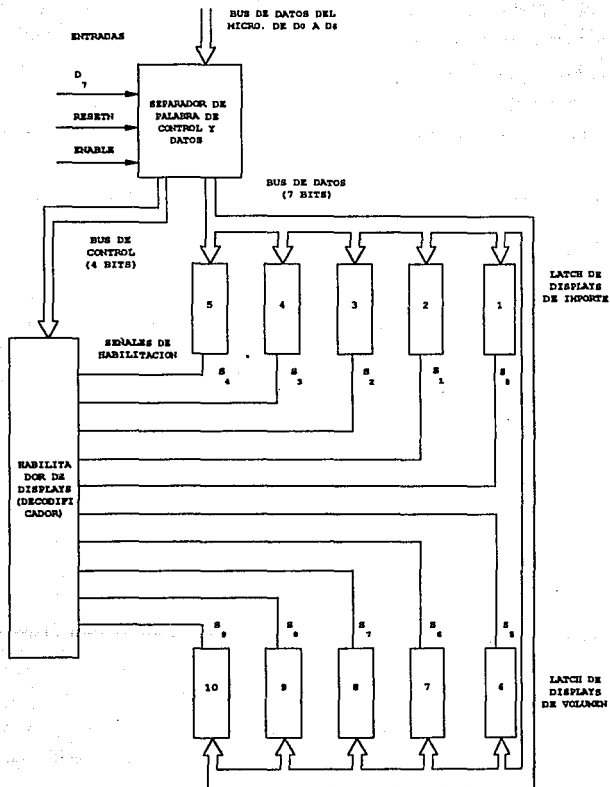 BUS DE DATOS DEL
MICRO. DE D0 A D6
ENTRADAS
D
7
RESETN
ENABLE
SEPARADOR DE
PALABRA DE
CONTROL Y
DATOS
BUS DE DATOS
(7 BITS)
BUS DE
CONTROL
(4 BITS)
5
4
3
2
1
LATCH DE
DISPLAYS
DE IMPORTE
SEÑALES DE
HABILITACION
S
4
S
3
S
2
S
1
S
0
HABILITA
DOR DE
DISPLAYS
(DECODIFI
CADOR)
S
9
S
8
S
7
S
6
S
5
10
9
8
7
6
LATCH DE
DISPLAYS
DE VOLUMEN